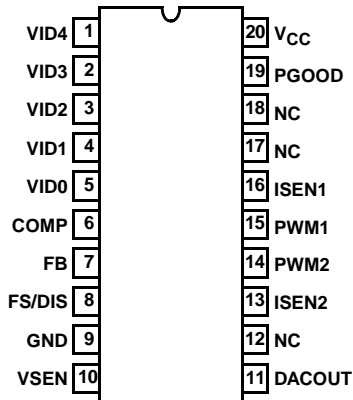 VID4 1 20 VCC
VID3 2 19 PGOOD
VID2 3 18 NC
VID1 4 17 NC
VID0 5 16 ISEN1
COMP 6 15 PWM1
FB 7 14 PWM2
FS/DIS 8 13 ISEN2
GND 9 12 NC
VSEN 10 11 DACOUT